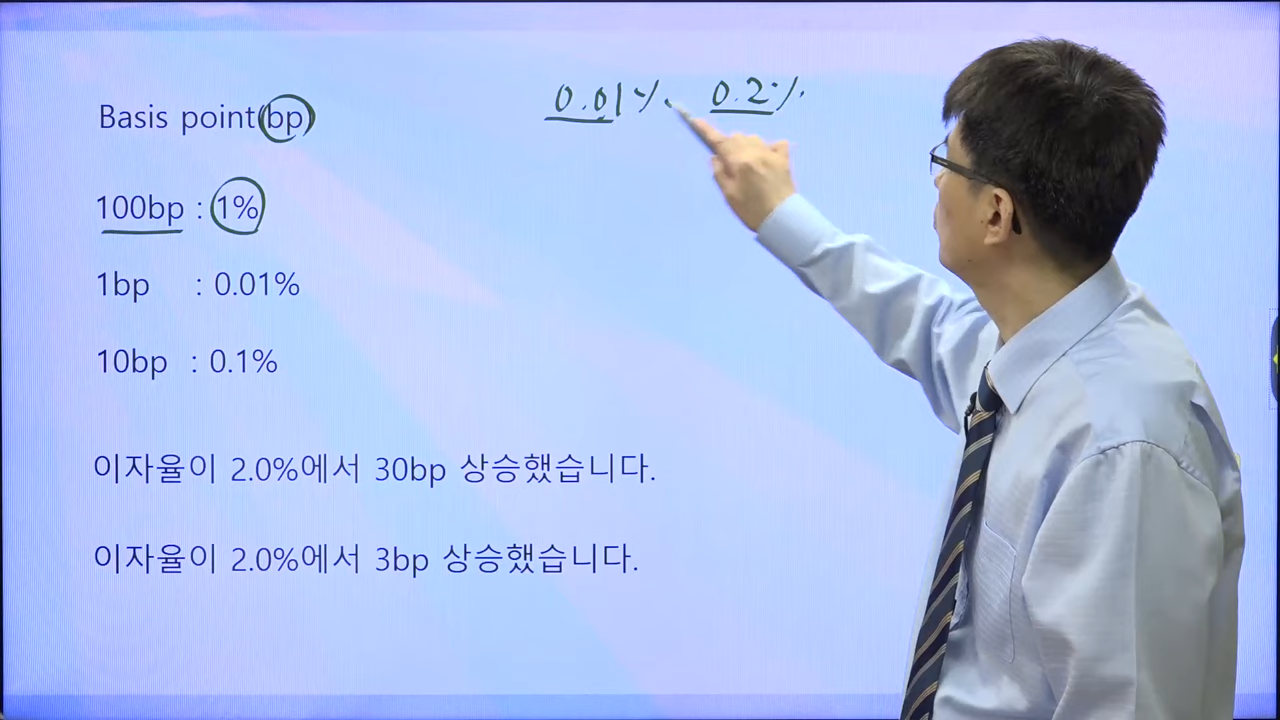 Basis point(bp)
0.01% 0.2%
100bp : 1%
1bp : 0.01%
10bp : 0.1%
이자율이 2.0%에서 30bp 상승했습니다.
이자율이 2.0%에서 3bp 상승했습니다.